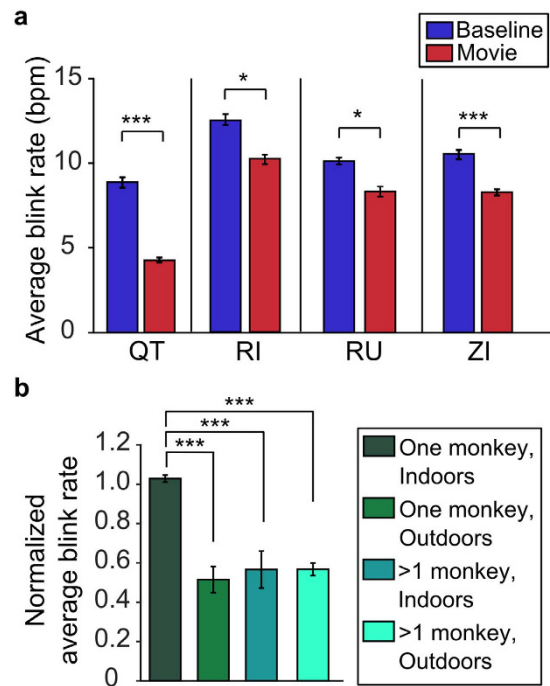 a
Baseline
Movie
Average blink rate (bpm)
15
10
5
0
***
*
*
***
QT
RI
RU
ZI
b
Normalized
average blink rate
1.2
1.0
0.8
0.6
0.4
0.2
0
***
***
***
One monkey,
Indoors
One monkey,
Outdoors
>1 monkey,
Indoors
>1 monkey,
Outdoors